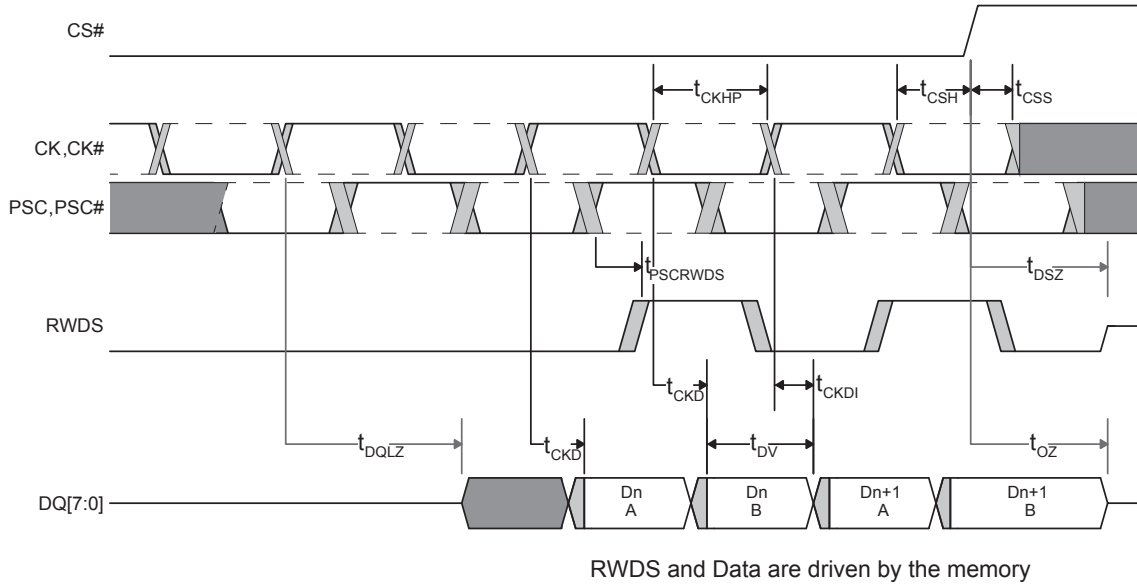 CS#
tCKHP
tCSH
tCSS
CK,CK#
PSC,PSC#
tPSCRWDS
tDSZ
RWDS
tCKD
tCKDI
tDQLZ
tCKD
tDV
tOZ
DQ[7:0]
Dn
A
Dn
B
Dn+1
A
Dn+1
B
RWDS and Data are driven by the memory